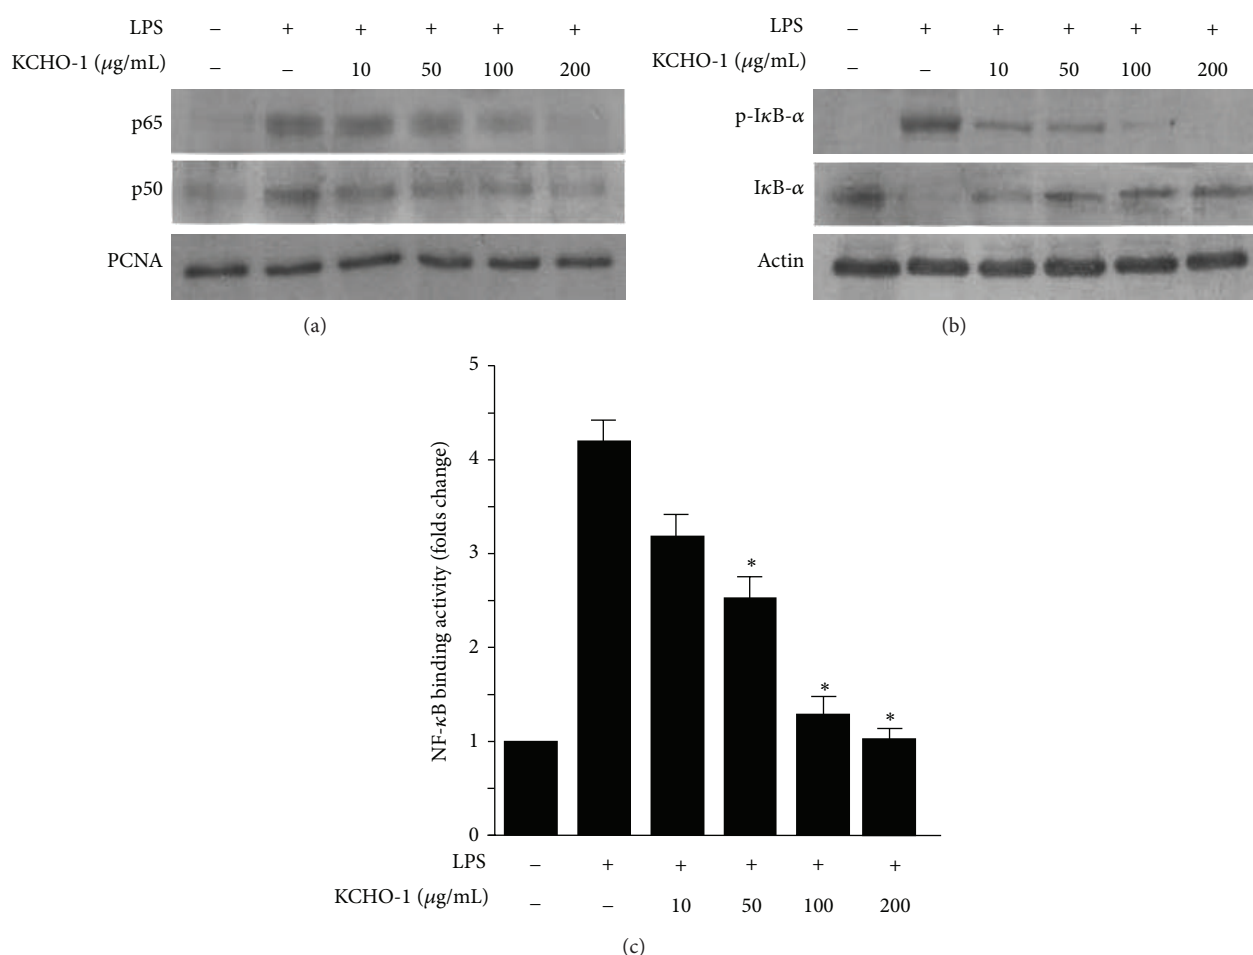 LPS − + + + + +
KCHO-1 (μg/mL) − − 10 50 100 200
p65
p50
PCNA
(a)
LPS − + + + + +
KCHO-1 (μg/mL) − − 10 50 100 200
p-IκB-α
IκB-α
Actin
(b)
NF-κB binding activity (folds change)
5
4
3
2
1
0
*
*
*
LPS − + + + + +
KCHO-1 (μg/mL) − − 10 50 100 200
(c)